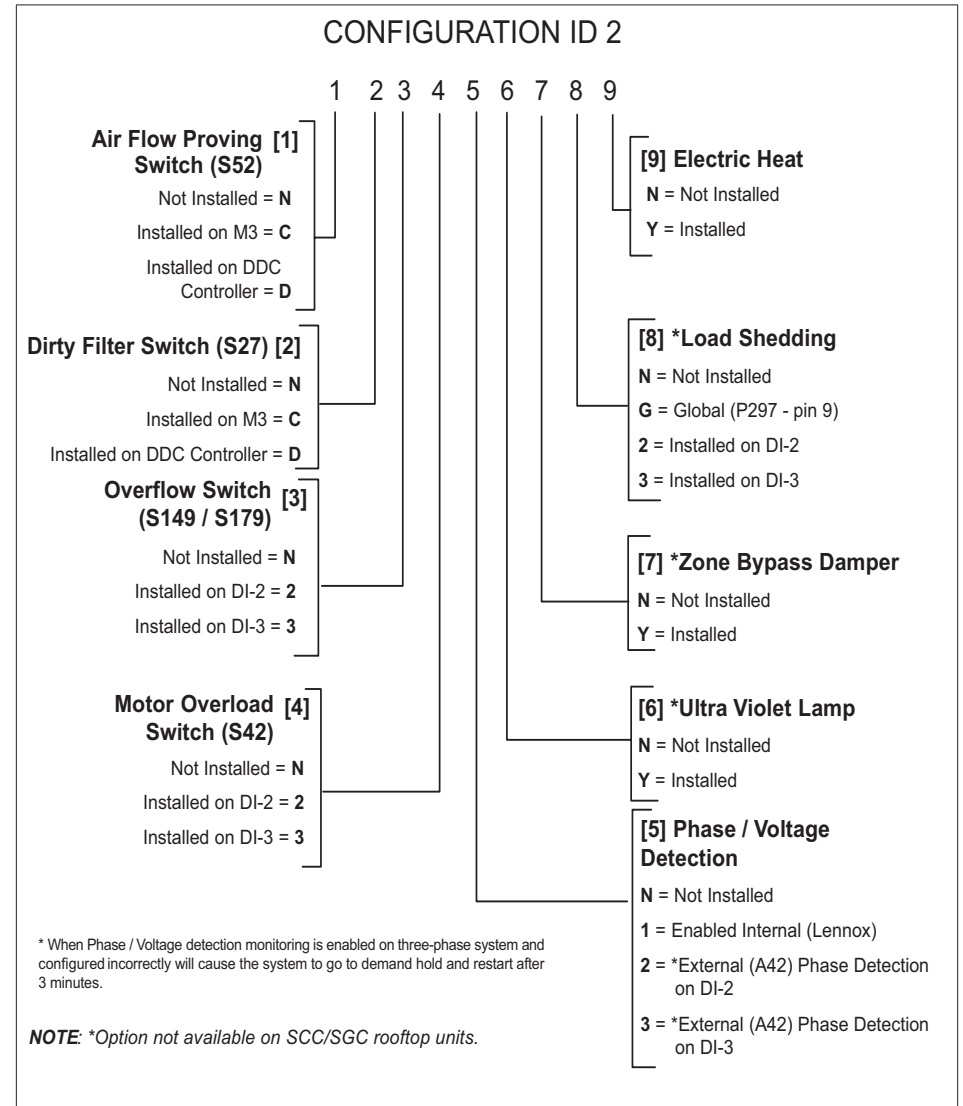 CONFIGURATION ID 2
1 2 3 4 5 6 7 8 9
Air Flow Proving [1]
Switch (S52)
Not Installed = N
Installed on M3 = C
Installed on DDC
Controller = D
Dirty Filter Switch (S27) [2]
Not Installed = N
Installed on M3 = C
Installed on DDC Controller = D
Overflow Switch [3]
(S149 / S179)
Not Installed = N
Installed on DI-2 = 2
Installed on DI-3 = 3
Motor Overload [4]
Switch (S42)
Not Installed = N
Installed on DI-2 = 2
Installed on DI-3 = 3
[9] Electric Heat
N = Not Installed
Y = Installed
[8] *Load Shedding
N = Not Installed
G = Global (P297 - pin 9)
2 = Installed on DI-2
3 = Installed on DI-3
[7] *Zone Bypass Damper
N = Not Installed
Y = Installed
[6] *Ultra Violet Lamp
N = Not Installed
Y = Installed
[5] Phase / Voltage
Detection
N = Not Installed
1 = Enabled Internal (Lennox)
2 = *External (A42) Phase Detection
on DI-2
3 = *External (A42) Phase Detection
on DI-3
* When Phase / Voltage detection monitoring is enabled on three-phase system and
configured incorrectly will cause the system to go to demand hold and restart after
3 minutes.
NOTE: *Option not available on SCC/SGC rooftop units.